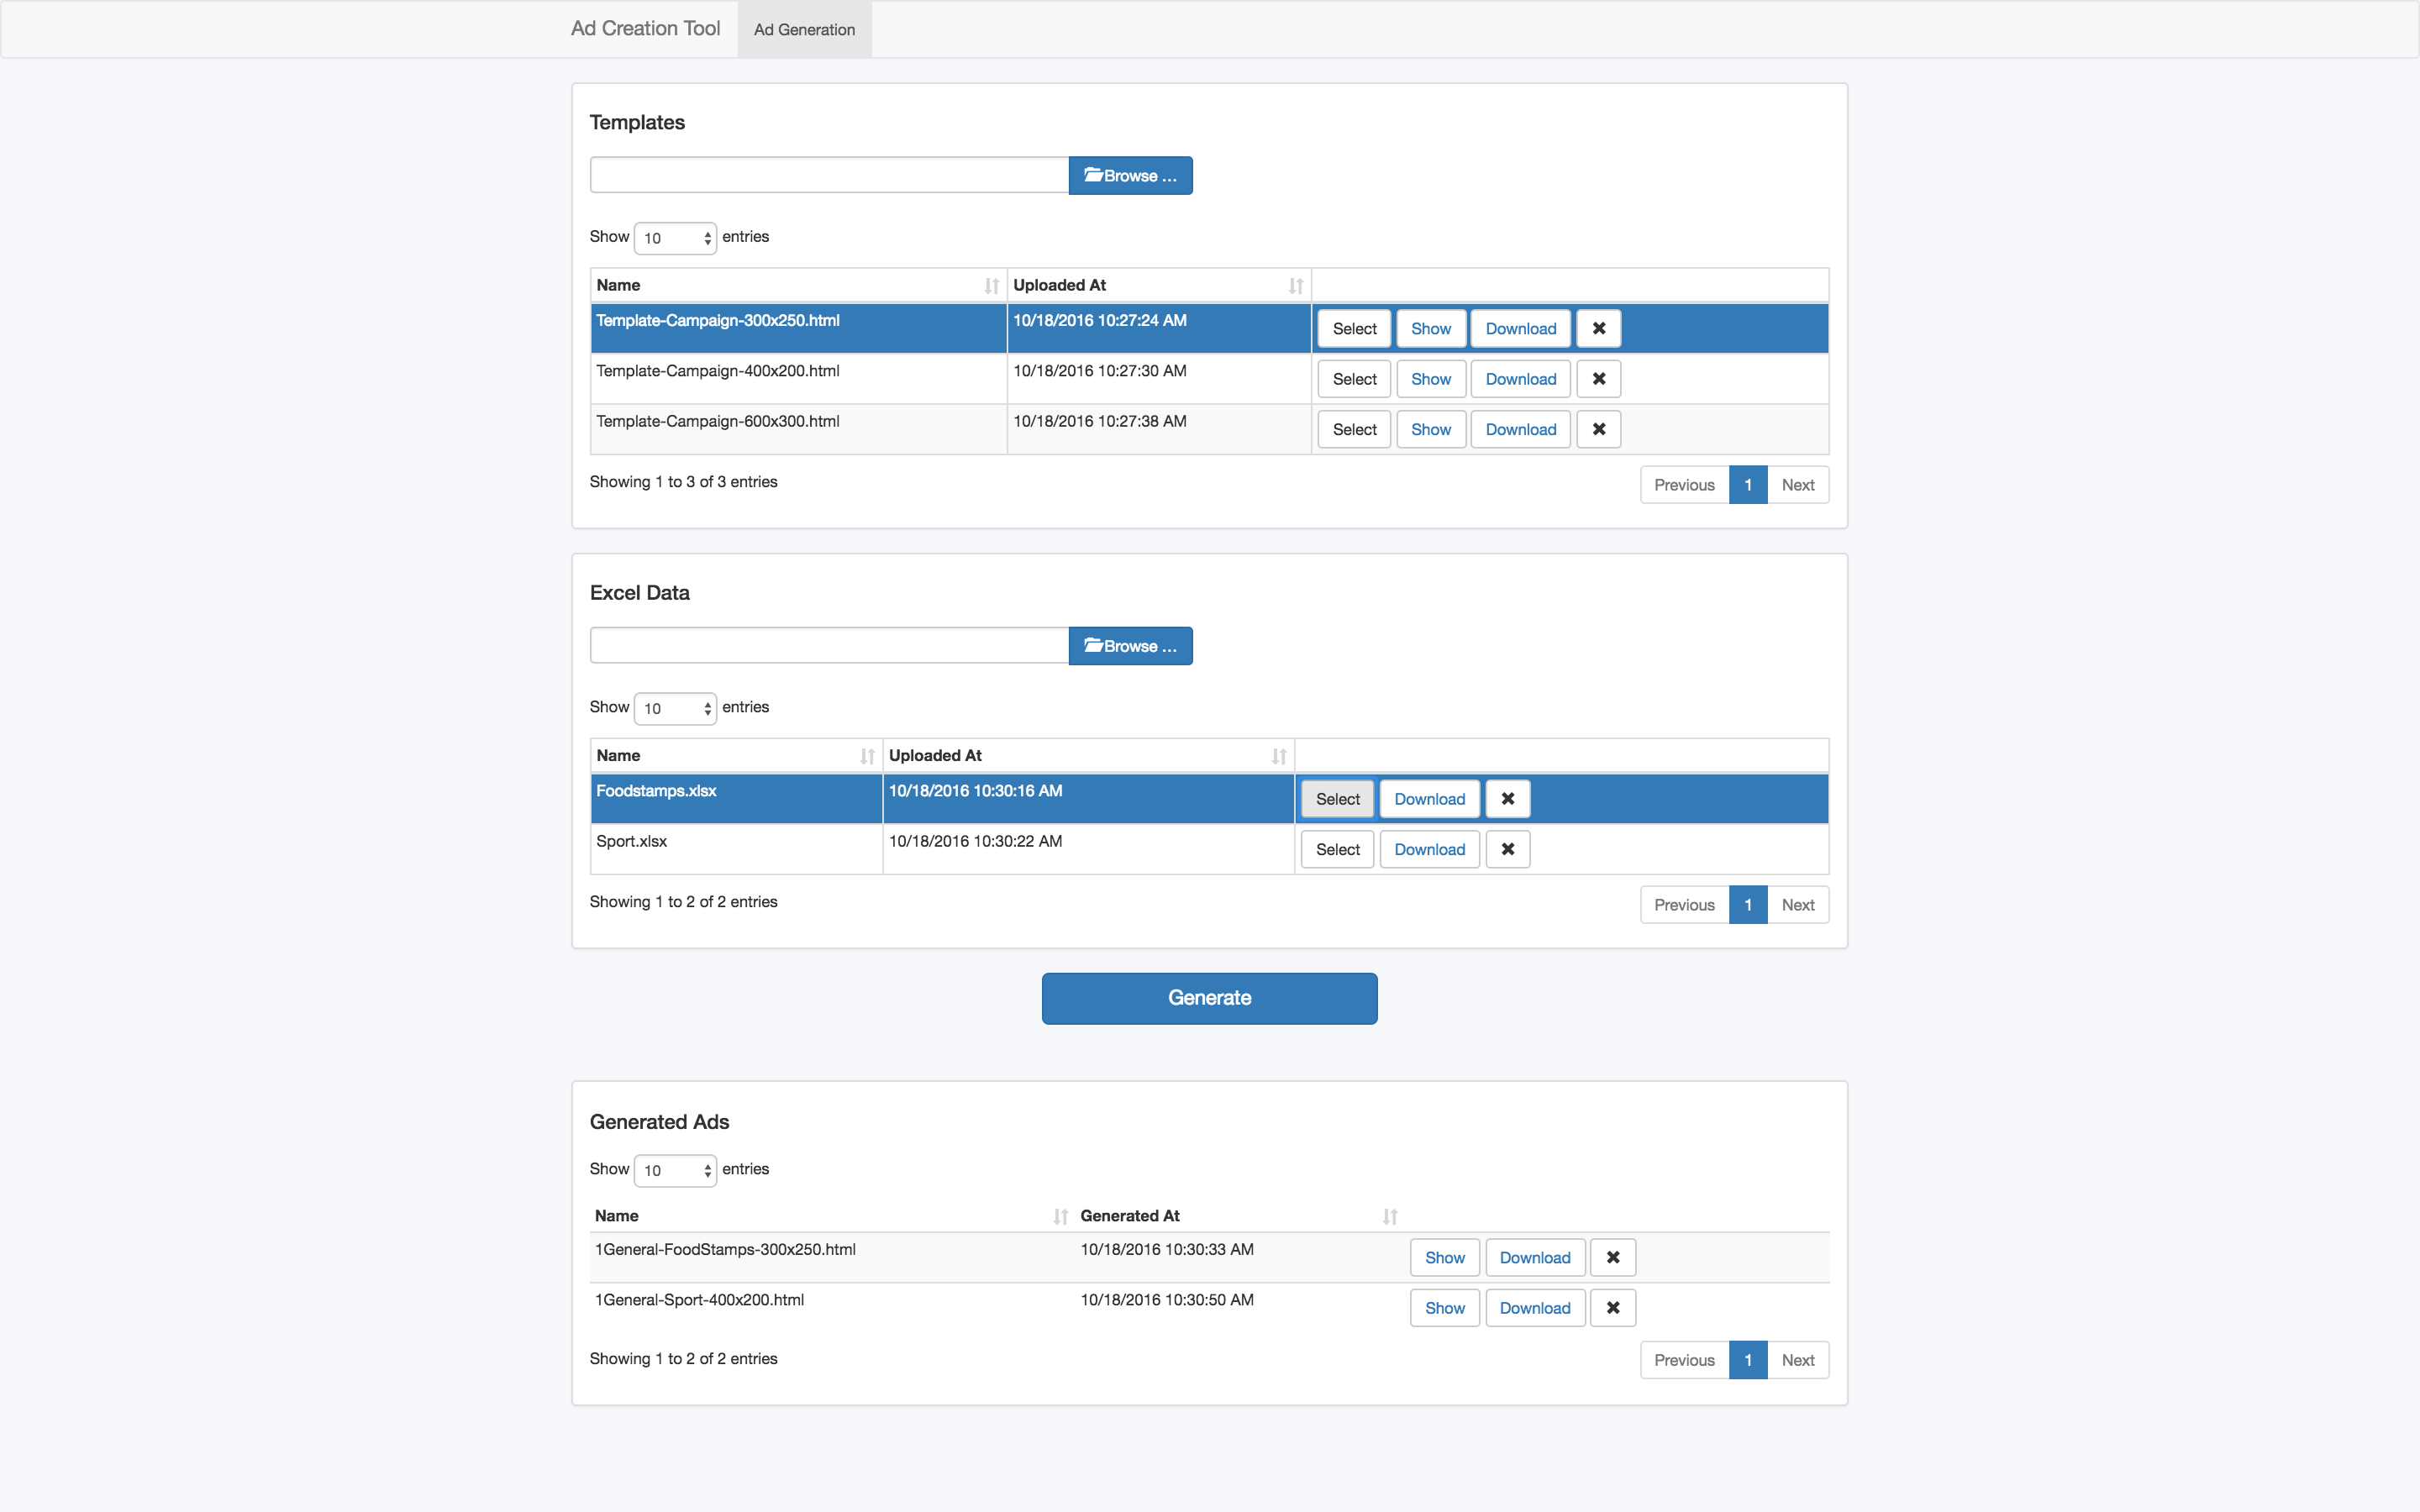 Ad Creation Tool Ad Generation
Templates
Browse ...
Show 10 entries
Name Uploaded At
Template-Campaign-300x250.html 10/18/2016 10:27:24 AM Select Show Download
Template-Campaign-400x200.html 10/18/2016 10:27:30 AM Select Show Download
Template-Campaign-600x300.html 10/18/2016 10:27:38 AM Select Show Download
Showing 1 to 3 of 3 entries Previous 1 Next
Excel Data
Browse ...
Show 10 entries
Name Uploaded At
Foodstamps.xlsx 10/18/2016 10:30:16 AM Select Download
Sport.xlsx 10/18/2016 10:30:22 AM Select Download
Showing 1 to 2 of 2 entries Previous 1 Next
Generate
Generated Ads
Show 10 entries
Name Generated At
1General-FoodStamps-300x250.html 10/18/2016 10:30:33 AM Show Download
1General-Sport-400x200.html 10/18/2016 10:30:50 AM Show Download
Showing 1 to 2 of 2 entries Previous 1 Next